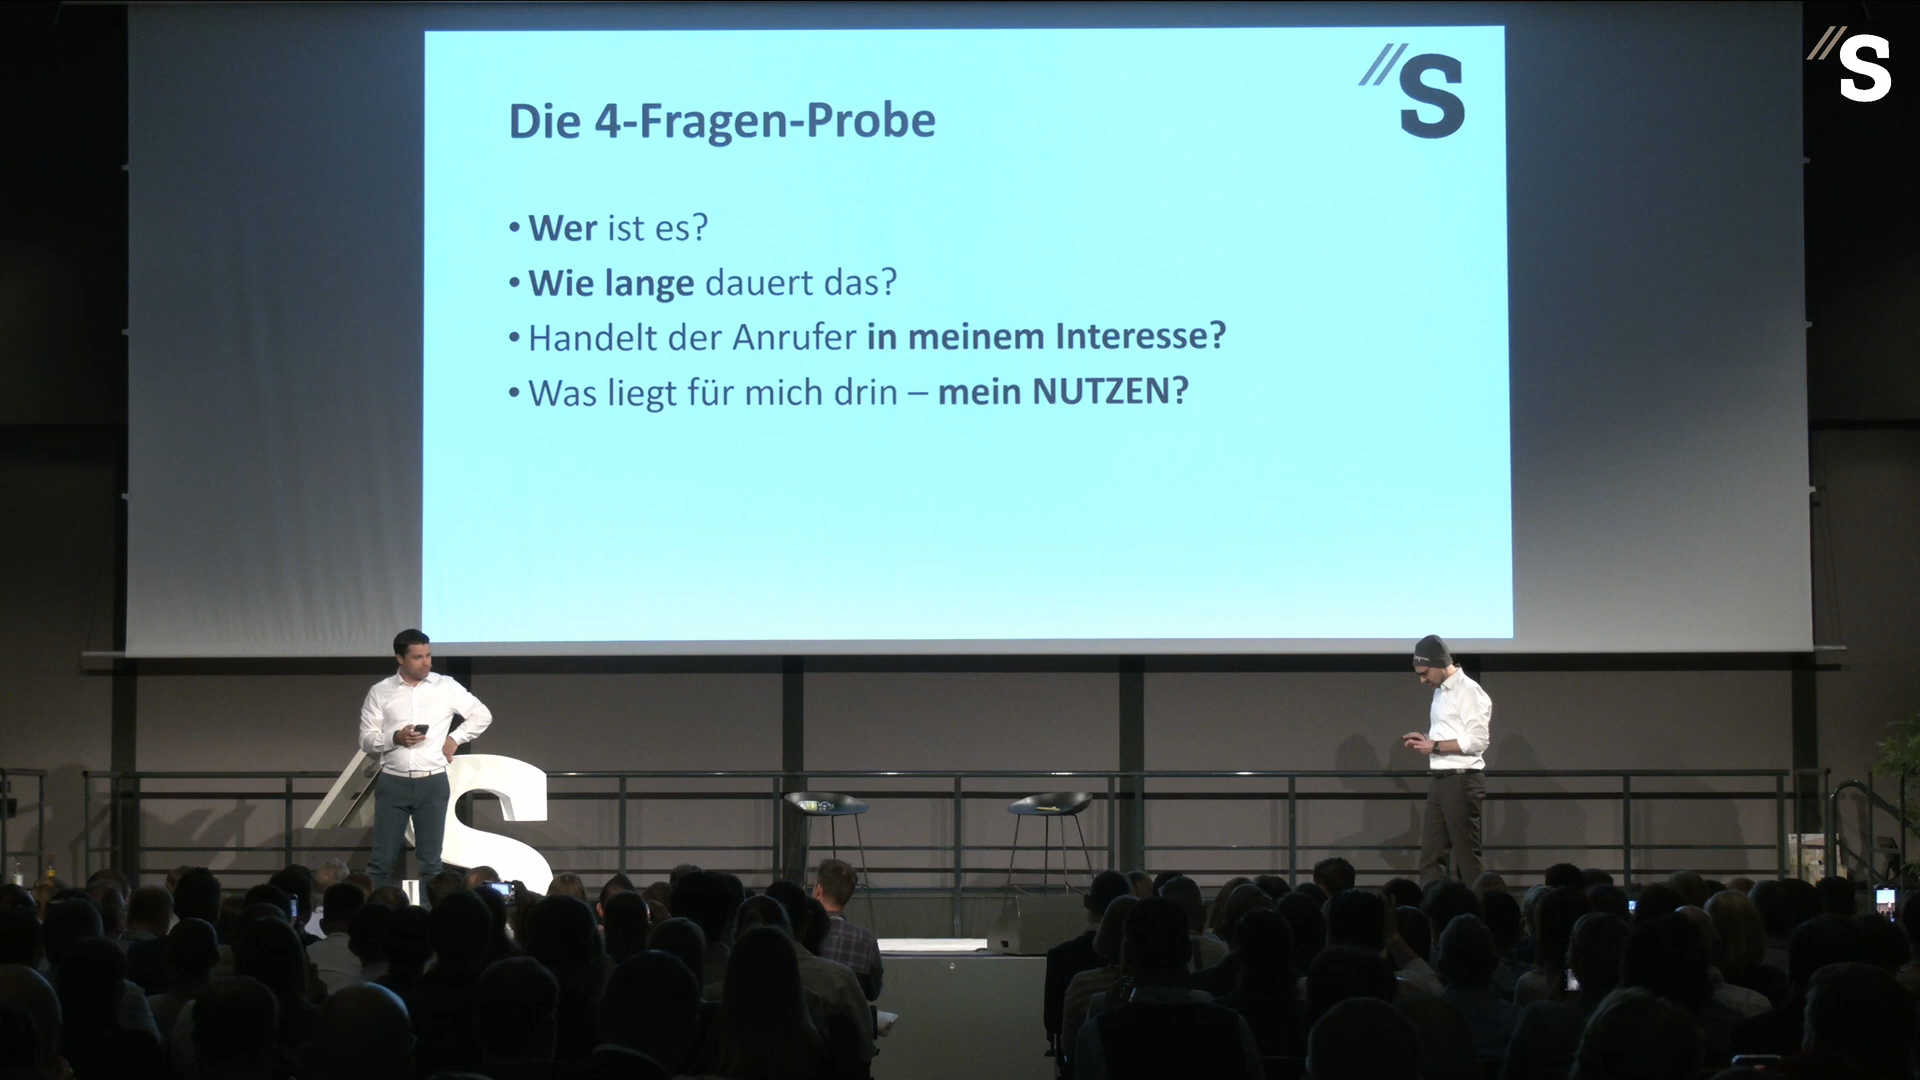 //S
Die 4-Fragen-Probe
//S
• Wer ist es?
• Wie lange dauert das?
• Handelt der Anrufer in meinem Interesse?
• Was liegt für mich drin – mein NUTZEN?
S